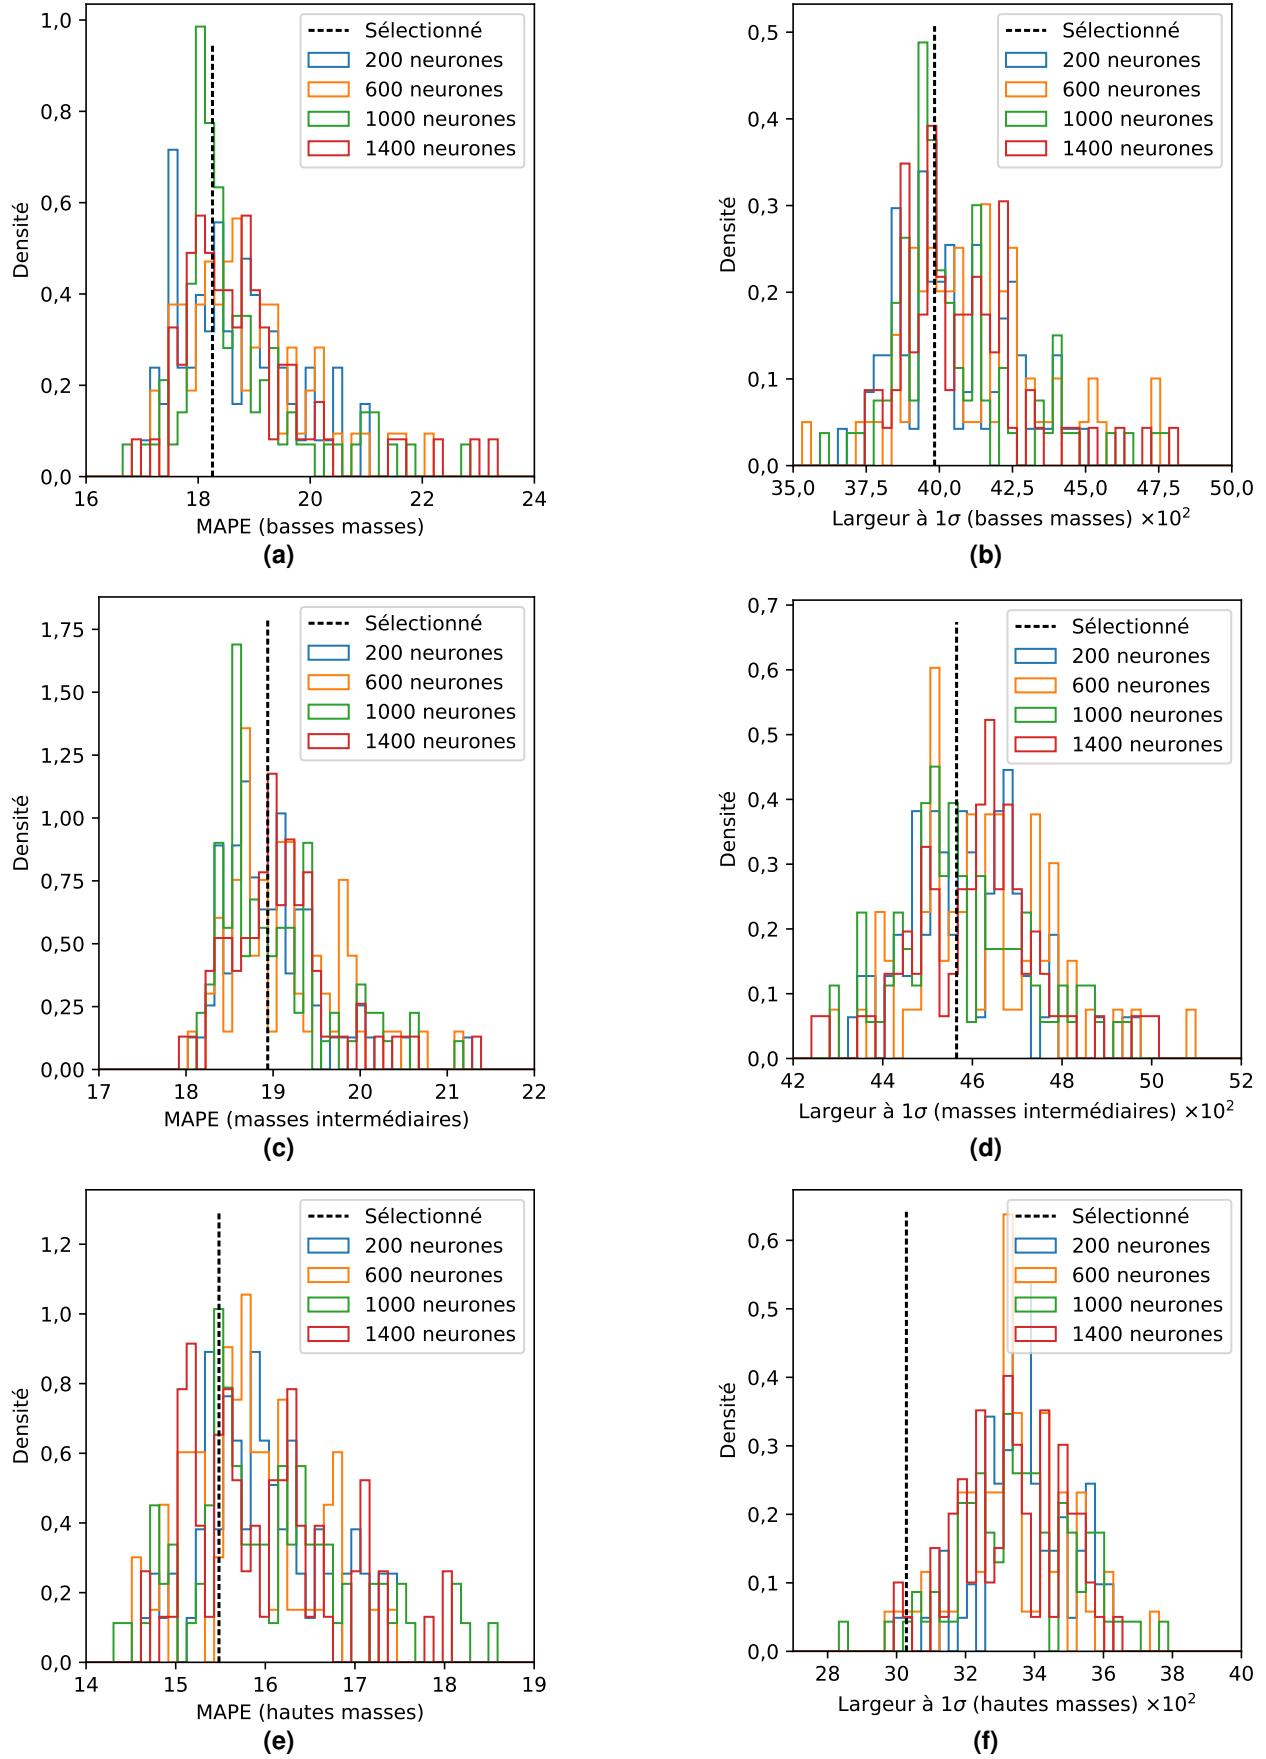 1,0
0,8
0,6
0,4
0,2
0,0
Densité
Sélectionné
200 neurones
600 neurones
1000 neurones
1400 neurones
16 18 20 22 24
MAPE (basses masses)
(a)
0,5
0,4
0,3
0,2
0,1
0,0
Densité
Sélectionné
200 neurones
600 neurones
1000 neurones
1400 neurones
35,0 37,5 40,0 42,5 45,0 47,5 50,0
Largeur à 1σ (basses masses) ×10²
(b)
1,75
1,50
1,25
1,00
0,75
0,50
0,25
0,00
Densité
Sélectionné
200 neurones
600 neurones
1000 neurones
1400 neurones
17 18 19 20 21 22
MAPE (masses intermédiaires)
(c)
0,7
0,6
0,5
0,4
0,3
0,2
0,1
0,0
Densité
Sélectionné
200 neurones
600 neurones
1000 neurones
1400 neurones
42 44 46 48 50 52
Largeur à 1σ (masses intermédiaires) ×10²
(d)
1,2
1,0
0,8
0,6
0,4
0,2
0,0
Densité
Sélectionné
200 neurones
600 neurones
1000 neurones
1400 neurones
14 15 16 17 18 19
MAPE (hautes masses)
(e)
0,6
0,5
0,4
0,3
0,2
0,1
0,0
Densité
Sélectionné
200 neurones
600 neurones
1000 neurones
1400 neurones
28 30 32 34 36 38 40
Largeur à 1σ (hautes masses) ×10²
(f)